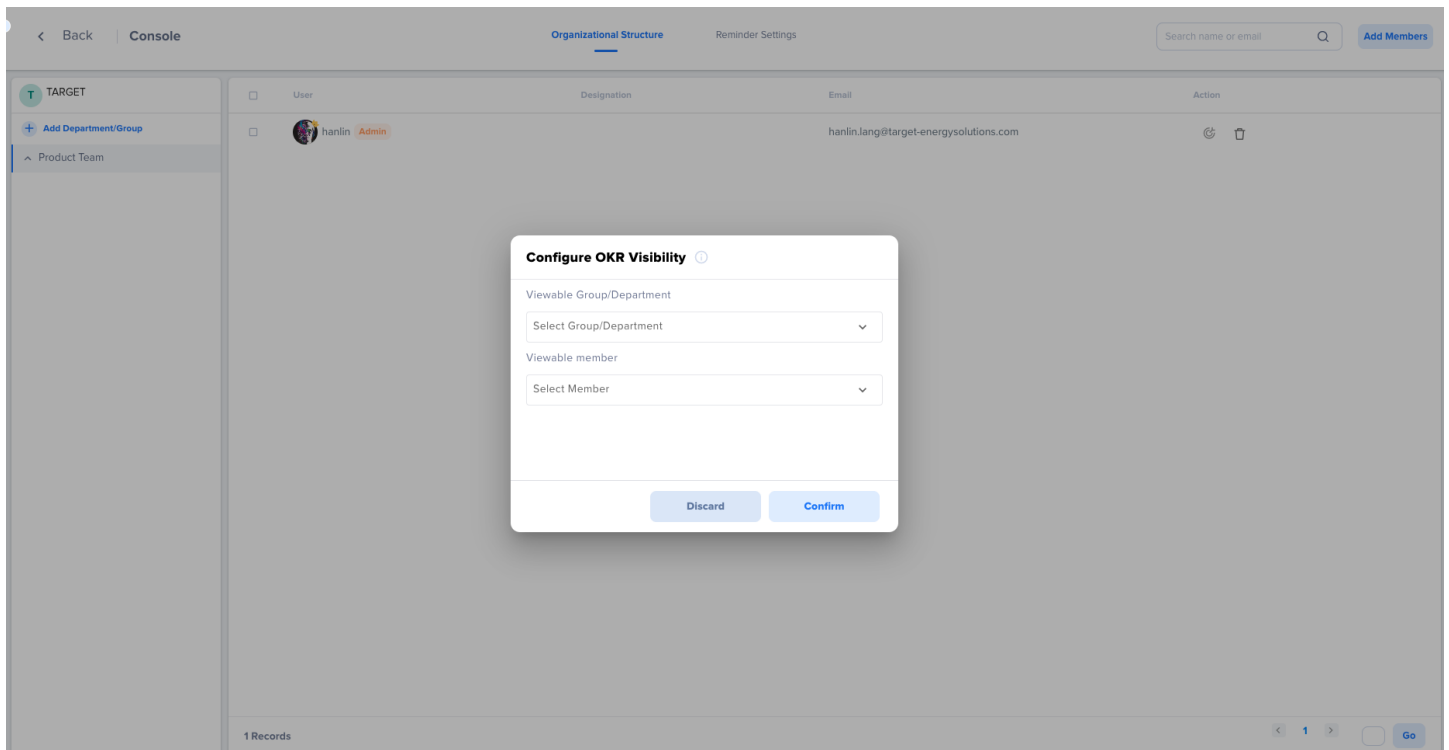 Back
Console
Organizational Structure
Reminder Settings
Search name or email
Add Members
T TARGET
Add Department/Group
Product Team
User
Designation
Email
Action
hanlin Admin
hanlin.lang@target-energysolutions.com
Configure OKR Visibility
Viewable Group/Department
Select Group/Department
Viewable member
Select Member
Discard
Confirm
1 Records
1
Go